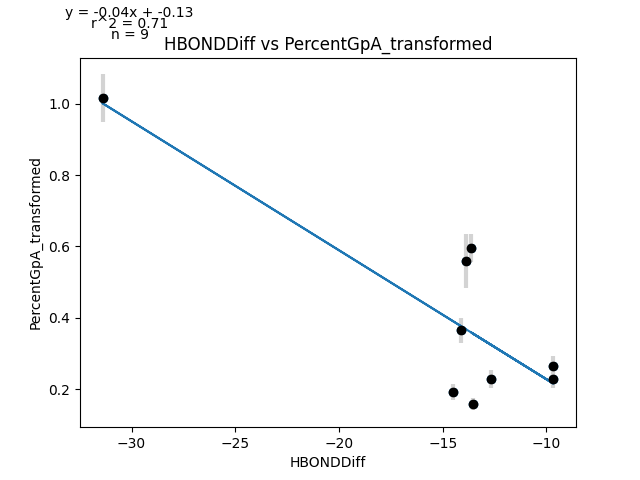 y = -0.04x + -0.13
r^2 = 0.71
n = 9
HBONDDiff vs PercentGpA_transformed
PercentGpA_transformed
1.0
0.8
0.6
0.4
0.2
−30
−25
−20
−15
−10
HBONDDiff